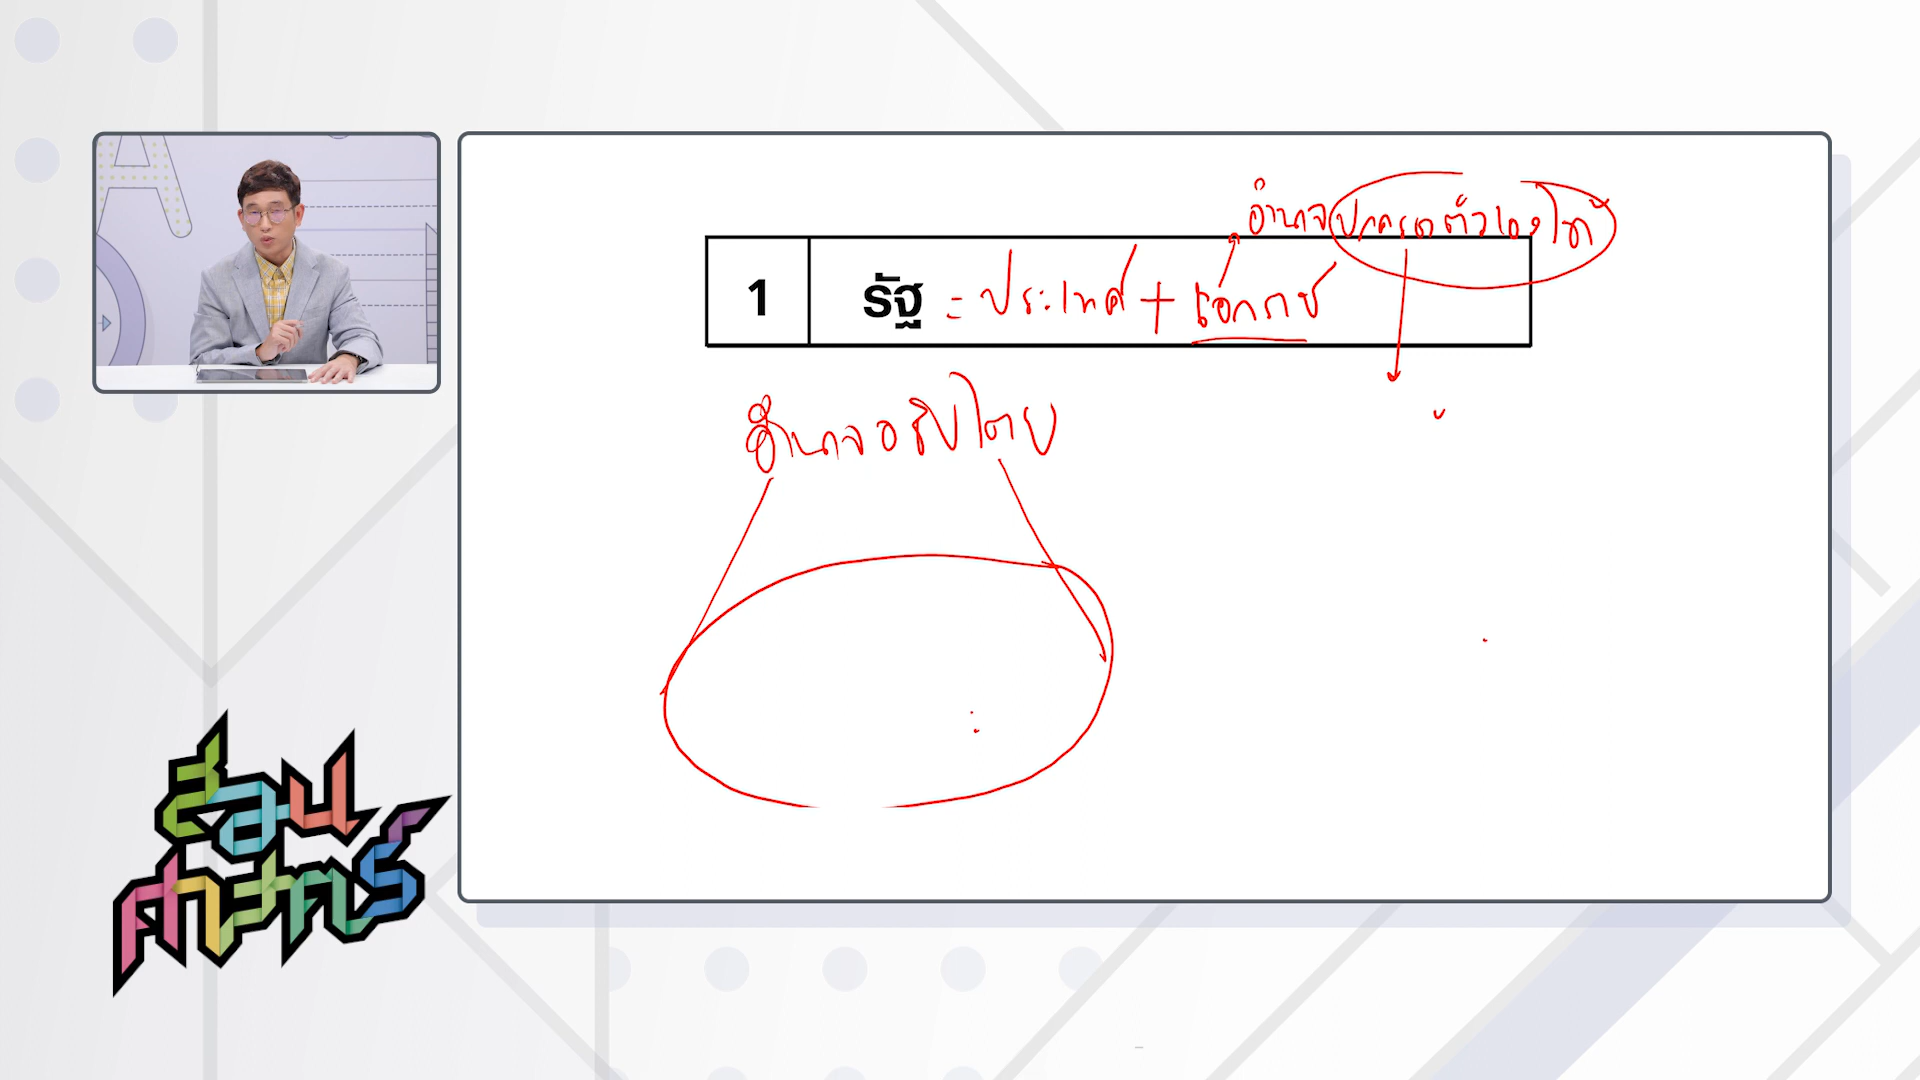 อำนาจปกครองตัวเองได้
1 รัฐ = ประเทศ + เอกราช
อำนาจอธิปไตย
สอนศาสตร์